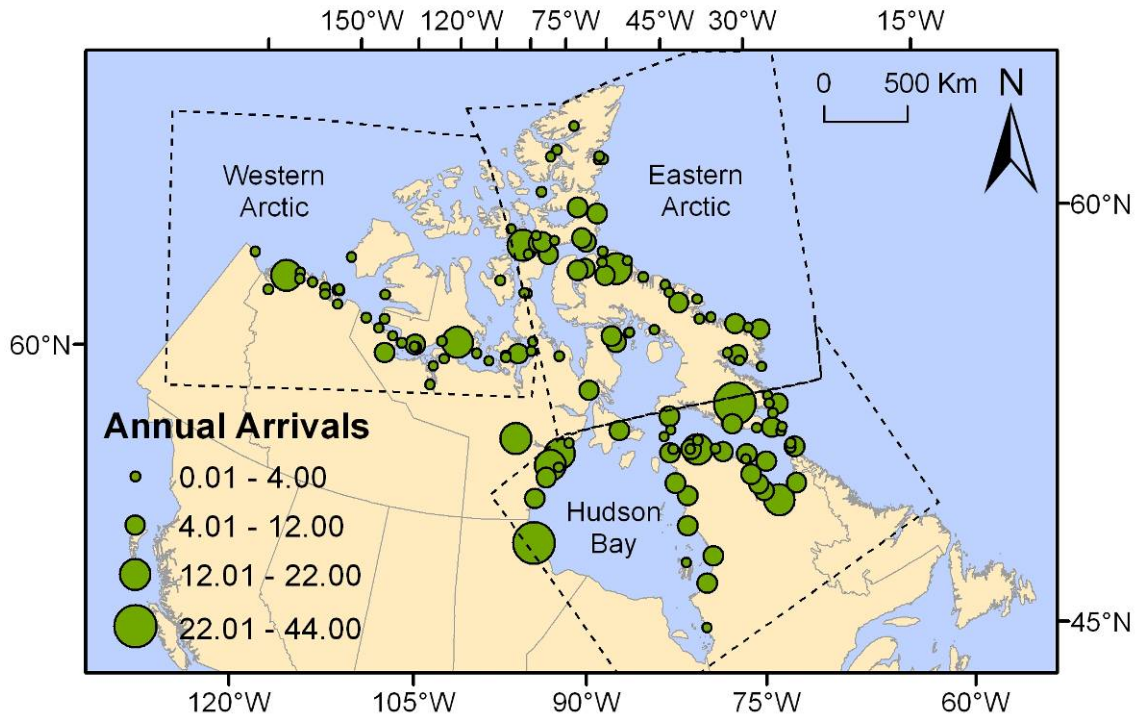 150°W 120°W 75°W 45°W 30°W 15°W
0 500 Km
N
Western
Arctic
Eastern
Arctic
60°N
60°N
Annual Arrivals
0.01 - 4.00
4.01 - 12.00
12.01 - 22.00
22.01 - 44.00
Hudson
Bay
45°N
120°W 105°W 90°W 75°W 60°W